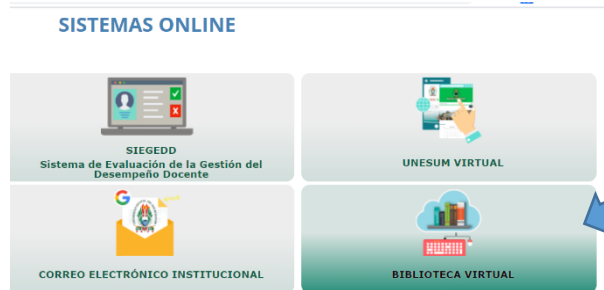 SISTEMAS ONLINE
SIEGEDD
Sistema de Evaluación de la Gestión del
Desempeño Docente
UNESUM VIRTUAL
CORREO ELECTRÓNICO INSTITUCIONAL
BIBLIOTECA VIRTUAL